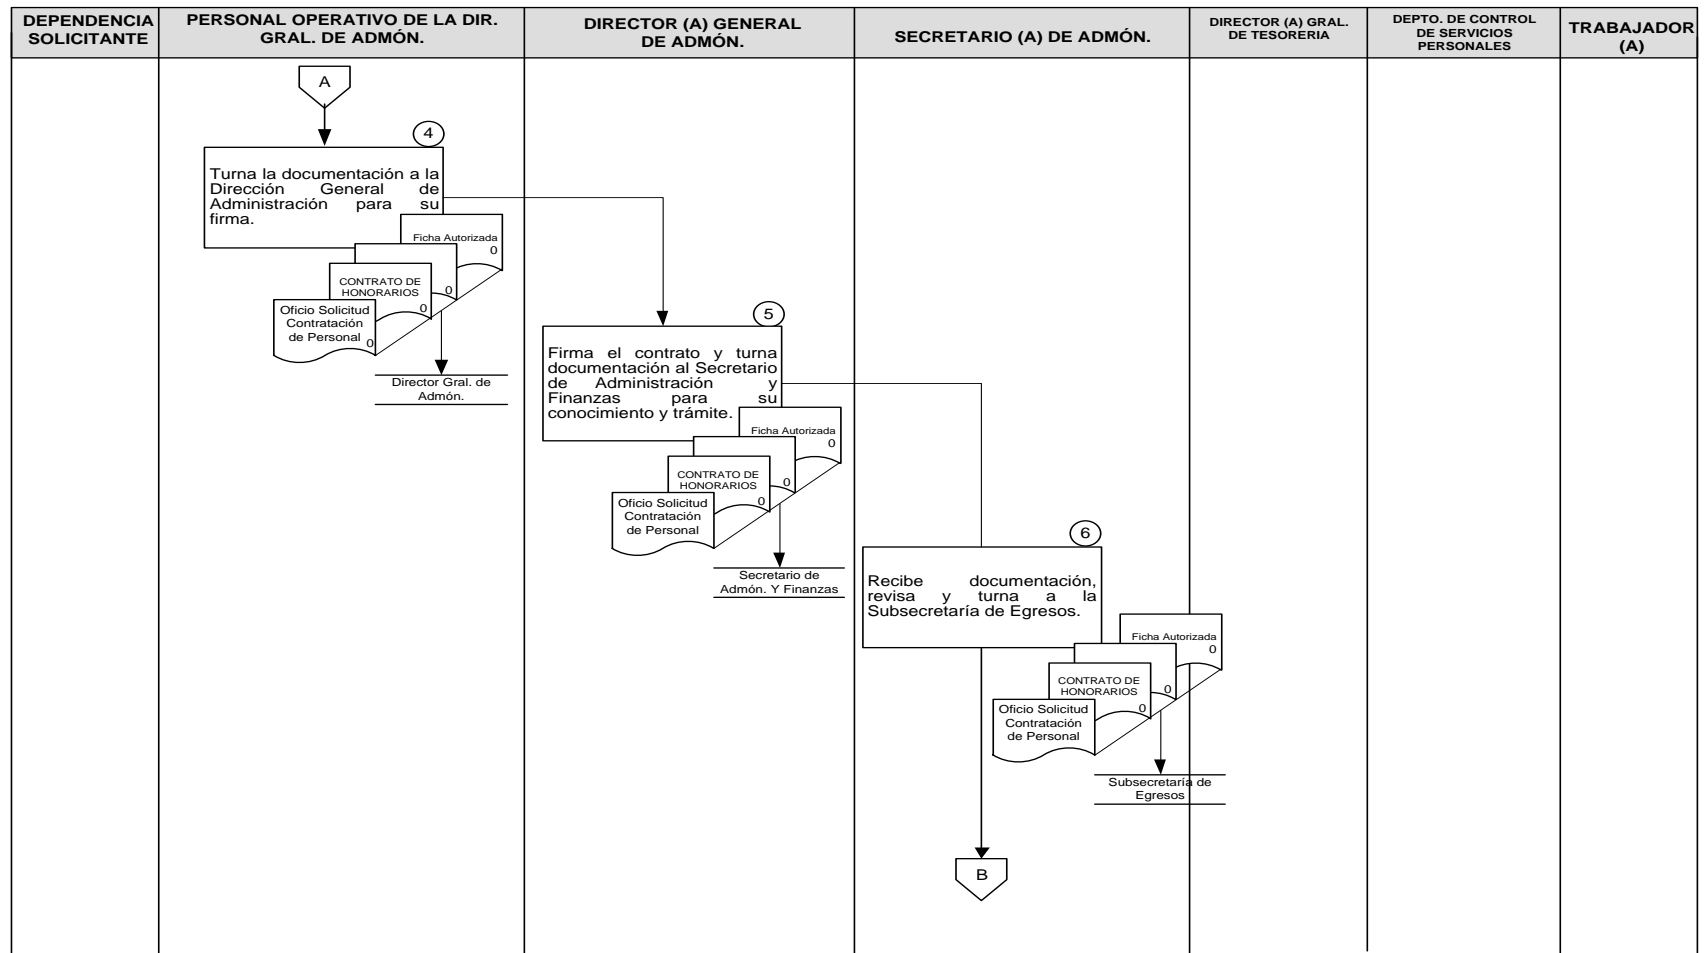 DEPENDENCIA
SOLICITANTE
PERSONAL OPERATIVO DE LA DIR.
GRAL. DE ADMÓN.
DIRECTOR (A) GENERAL
DE ADMÓN.
SECRETARIO (A) DE ADMÓN.
DIRECTOR (A) GRAL.
DE TESORERIA
DEPTO. DE CONTROL
DE SERVICIOS
PERSONALES
TRABAJADOR
(A)
A
4
Turna la documentación a la
Dirección General de
Administración para su
firma.
Ficha Autorizada
0
0
CONTRATO DE
HONORARIOS
0
Oficio Solicitud
Contratación
de Personal
0
Director Gral. de
Admón.
5
Firma el contrato y turna
documentación al Secretario
de Administración y
Finanzas para su
conocimiento y trámite.
Ficha Autorizada
0
0
CONTRATO DE
HONORARIOS
0
Oficio Solicitud
Contratación
de Personal
Secretario de
Admón. Y Finanzas
6
Recibe documentación,
revisa y turna a la
Subsecretaría de Egresos.
Ficha Autorizada
0
0
CONTRATO DE
HONORARIOS
0
Oficio Solicitud
Contratación
de Personal
Subsecretaría de
Egresos
B